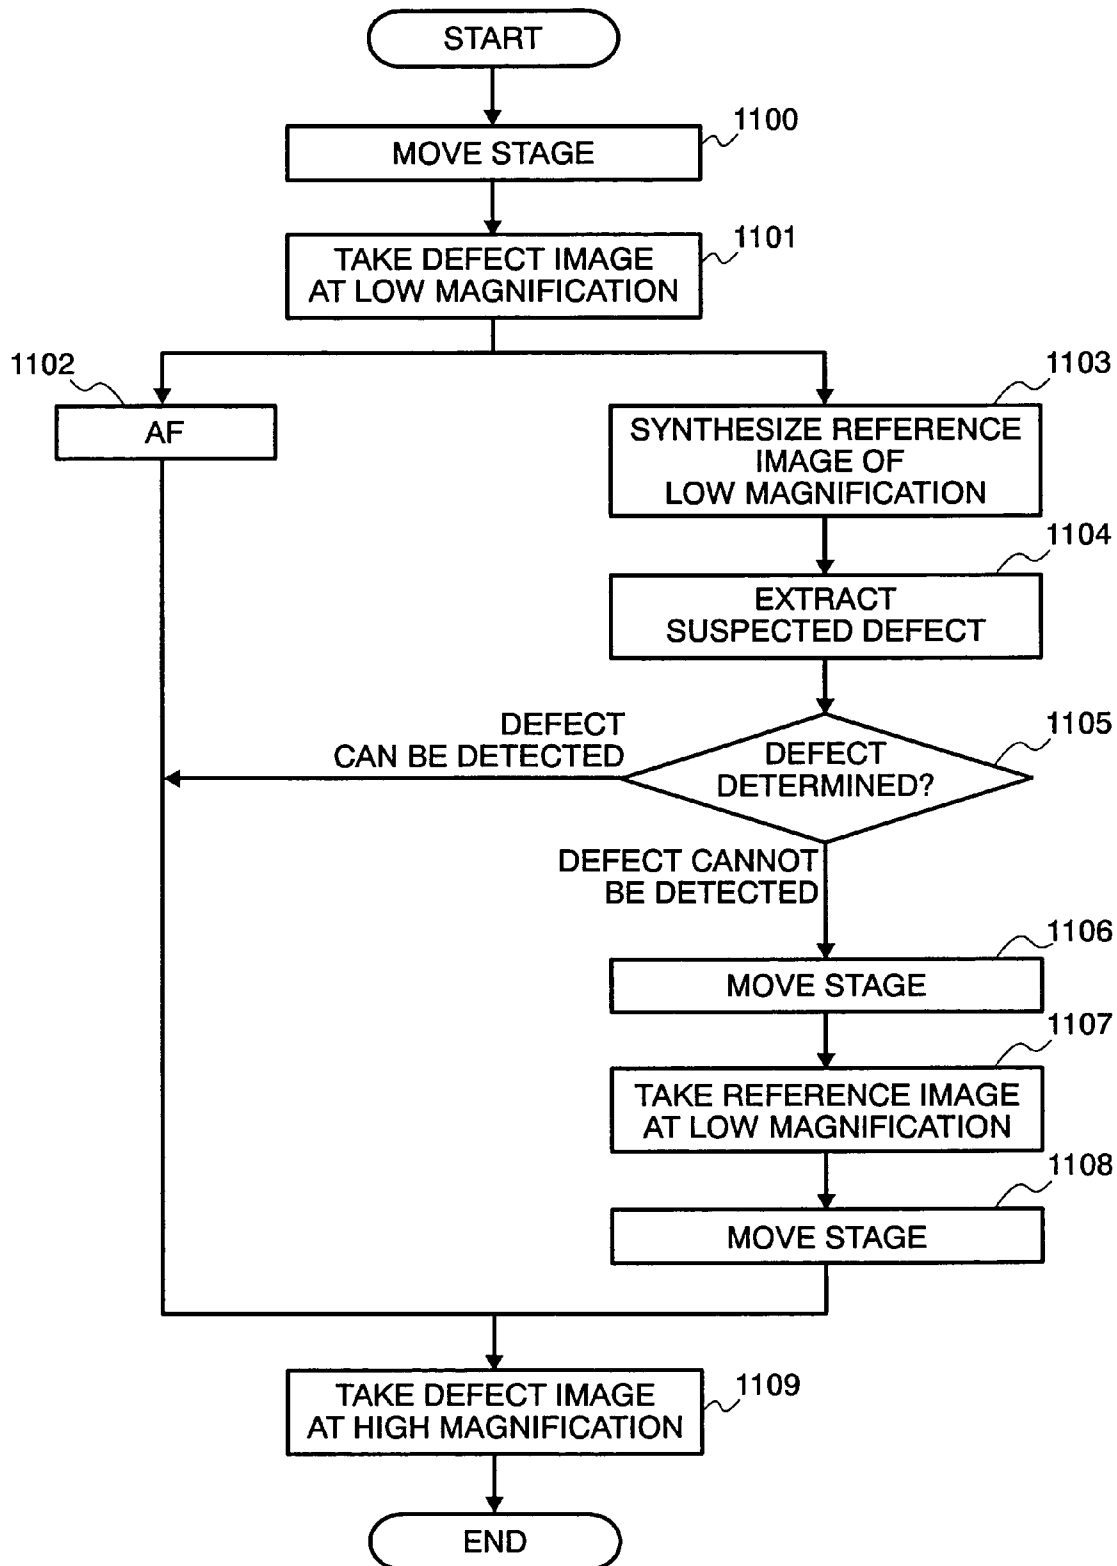 START
1100
MOVE STAGE
1101
TAKE DEFECT IMAGE
AT LOW MAGNIFICATION
1102
AF
1103
SYNTHESIZE REFERENCE
IMAGE OF
LOW MAGNIFICATION
1104
EXTRACT
SUSPECTED DEFECT
1105
DEFECT
DETERMINED?
DEFECT
CAN BE DETECTED
DEFECT CANNOT
BE DETECTED
1106
MOVE STAGE
1107
TAKE REFERENCE IMAGE
AT LOW MAGNIFICATION
1108
MOVE STAGE
1109
TAKE DEFECT IMAGE
AT HIGH MAGNIFICATION
END